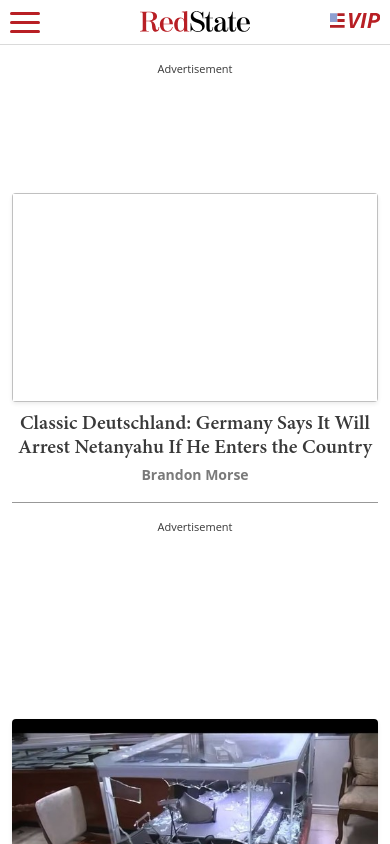 RedState
VIP
Advertisement
Classic Deutschland: Germany Says It Will
Arrest Netanyahu If He Enters the Country
Brandon Morse
Advertisement